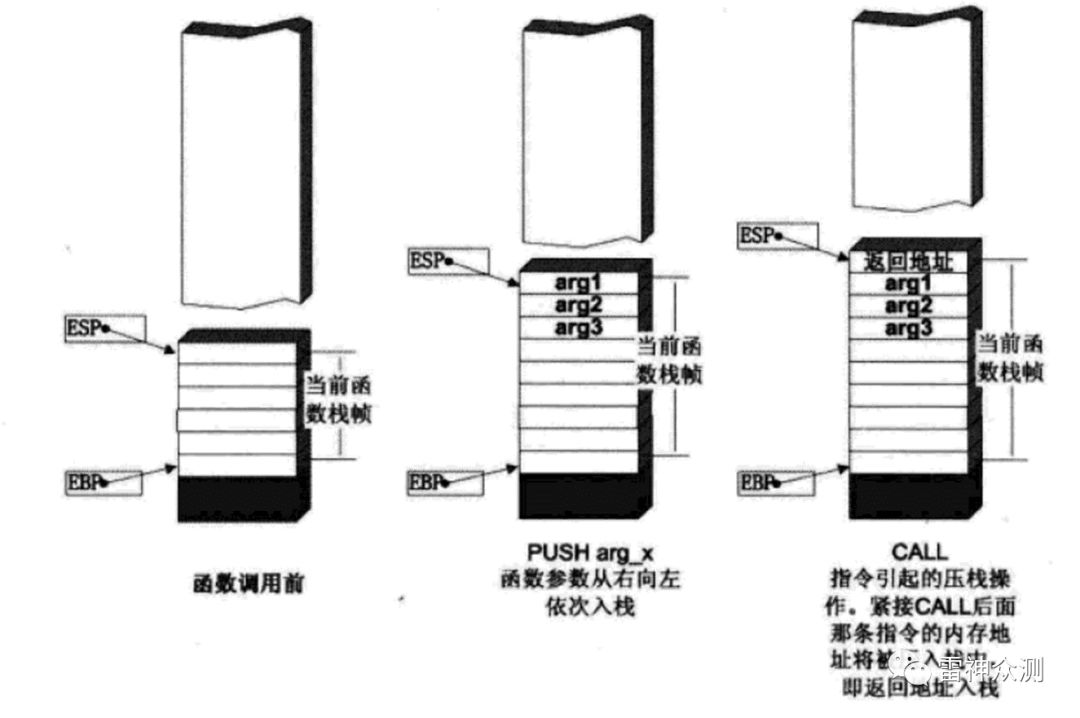 ESP
当前函
数栈帧
EBP
函数调用前
ESP
arg1
arg2
arg3
当前函
数栈帧
EBP
PUSH arg_x
函数参数从右向左
依次入栈
ESP
返回地址
arg1
arg2
arg3
当前函
数栈帧
EBP
CALL
指令引起的压栈操
作。紧接CALL后面
那条指令的内存地
址将被 入栈中，
即返回地址入栈
雷神众测